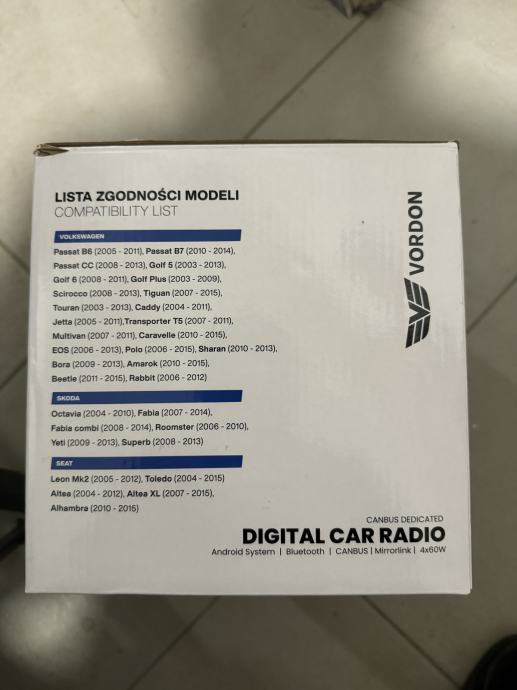 LISTA ZGODNOŚCI MODELI
COMPATIBILITY LIST
VOLKSWAGEN
Passat B6 (2005 - 2011), Passat B7 (2010 - 2014),
Passat CC (2008 - 2013), Golf 5 (2003 - 2013),
Golf 6 (2008 - 2011), Golf Plus (2003 - 2009),
Scirocco (2008 - 2013), Tiguan (2007 - 2015),
Touran (2003 - 2013), Caddy (2004 - 2011),
Jetta (2005 - 2011),Transporter T5 (2007 - 2011),
Multivan (2007 - 2011), Caravelle (2010 - 2015),
EOS (2006 - 2013), Polo (2006 - 2015), Sharan (2010 - 2013),
Bora (2009 - 2013), Amarok (2010 - 2015),
Beetle (2011 - 2015), Rabbit (2006 - 2012)
SKODA
Octavia (2004 - 2010), Fabia (2007 - 2014),
Fabia combi (2008 - 2014), Roomster (2006 - 2010),
Yeti (2009 - 2013), Superb (2008 - 2013)
SEAT
Leon Mk2 (2005 - 2012), Toledo (2004 - 2015)
Altea (2004 - 2012), Altea XL (2007 - 2015),
Alhambra (2010 - 2015)
VORDON
CANBUS DEDICATED
DIGITAL CAR RADIO
Android System | Bluetooth | CANBUS | Mirrorlink | 4x60W